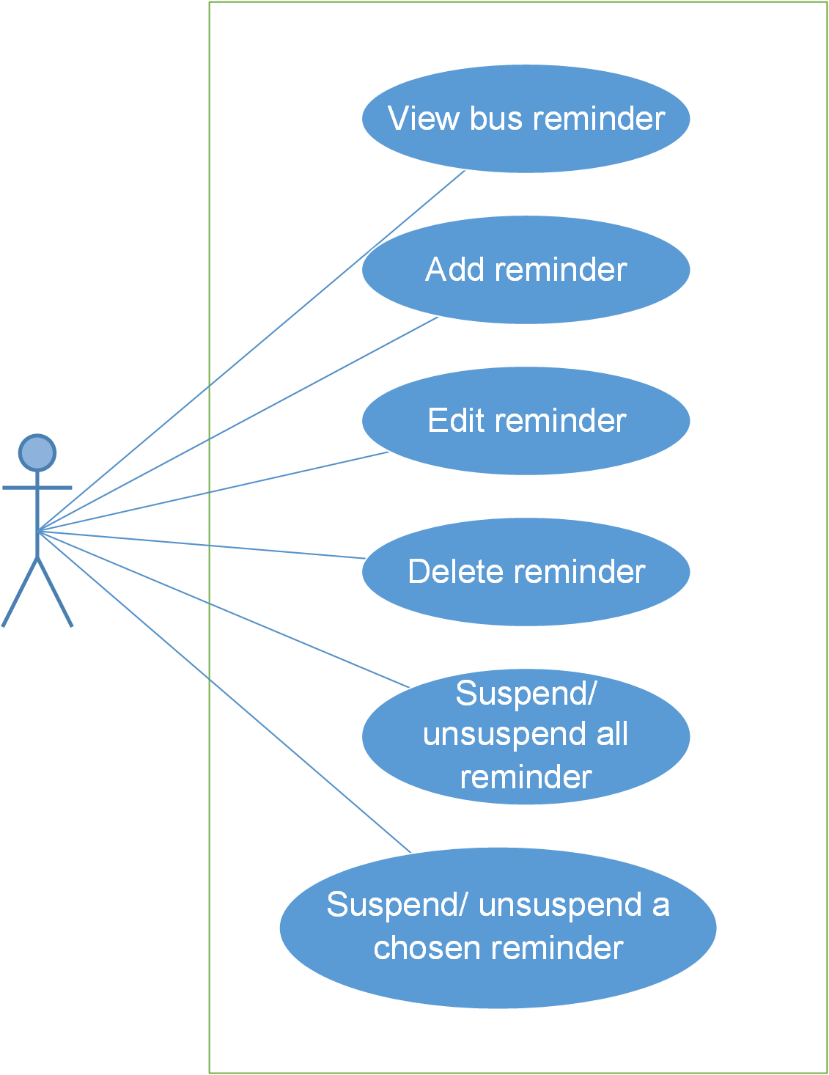 View bus reminder
Add reminder
Edit reminder
Delete reminder
Suspend/
unsuspend all
reminder
Suspend/ unsuspend a
chosen reminder